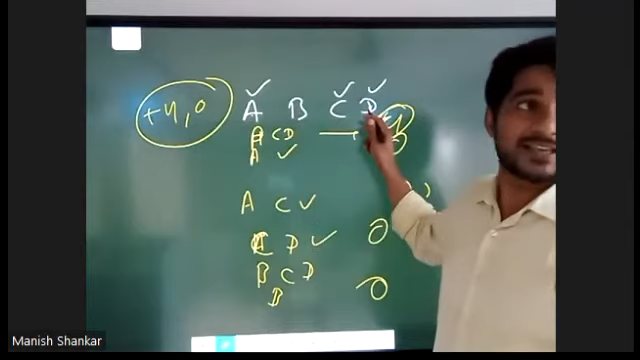 +4,0 A B C D
A C D
A
A C
C D
B C D 0
B 0
Manish Shankar